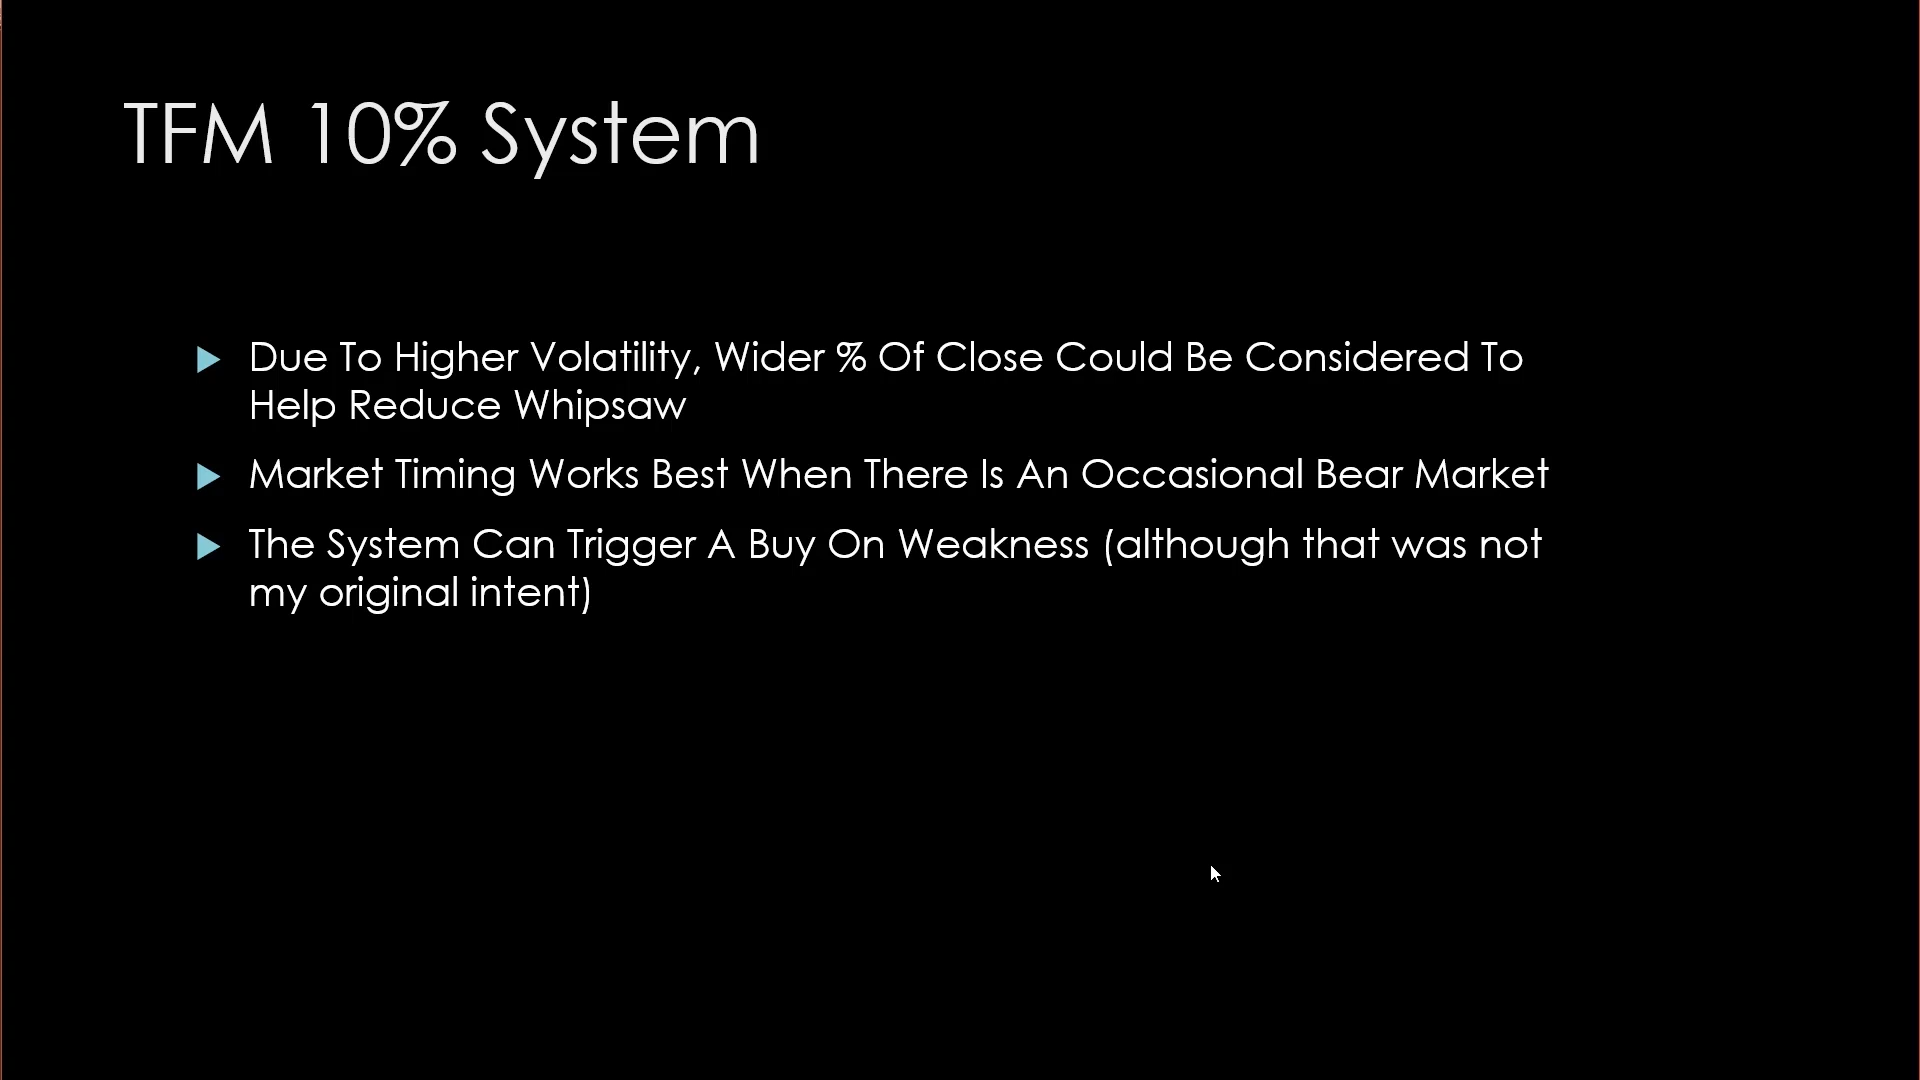 TFM 10% System
Due To Higher Volatility, Wider % Of Close Could Be Considered To
Help Reduce Whipsaw
Market Timing Works Best When There Is An Occasional Bear Market
The System Can Trigger A Buy On Weakness (although that was not
my original intent)